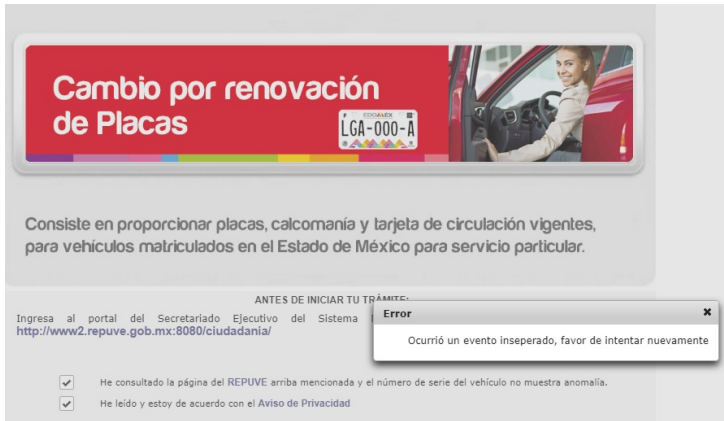 Cambio por renovación
de Placas
EDOMÉX
LGA-000-A
Consiste en proporcionar placas, calcomanía y tarjeta de circulación vigentes,
para vehículos matriculados en el Estado de México para servicio particular.
ANTES DE INICIAR TU TRÁMITE:
Ingresa al portal del Secretariado Ejecutivo del Sistema
http://www2.repuve.gob.mx:8080/ciudadania/
Error
Ocurrió un evento inseperado, favor de intentar nuevamente
He consultado la página del REPUVE arriba mencionada y el número de serie del vehículo no muestra anomalía.
He leído y estoy de acuerdo con el Aviso de Privacidad